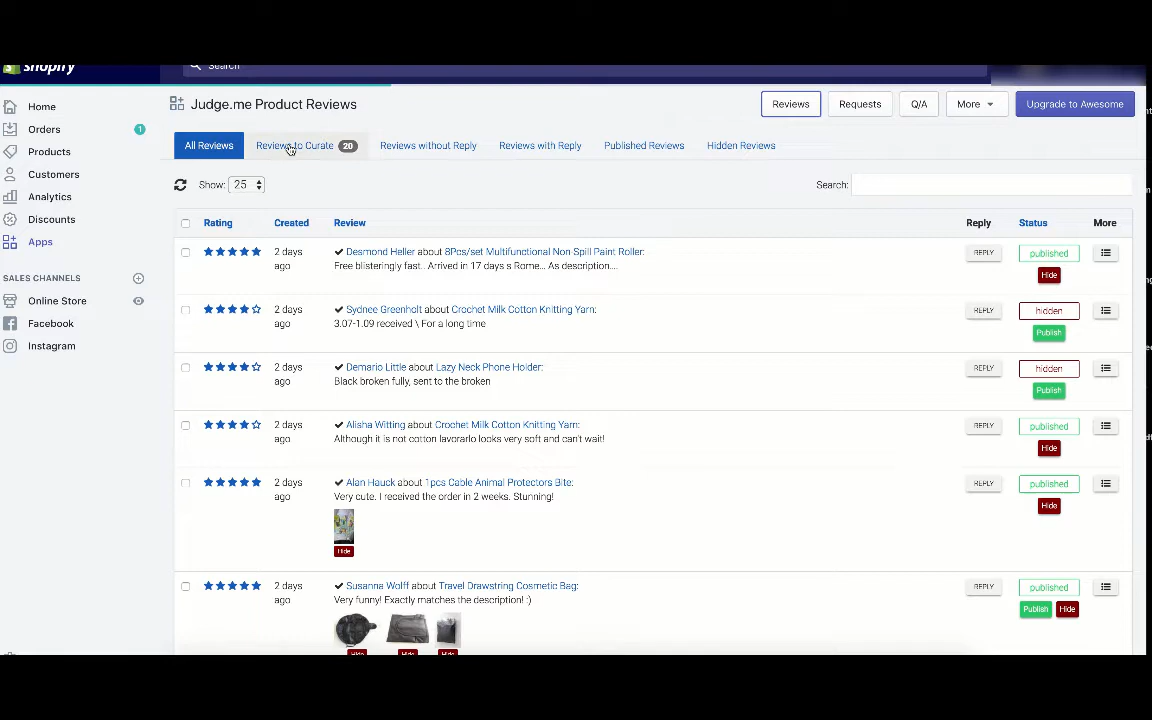 shopify
Search
Home
Orders 1
Products
Customers
Analytics
Discounts
Apps
SALES CHANNELS
Online Store
Facebook
Instagram
Judge.me Product Reviews
Reviews Requests Q/A More Upgrade to Awesome
All Reviews Reviews to Curate 20 Reviews without Reply Reviews with Reply Published Reviews Hidden Reviews
Show: 25 Search:
Rating Created Review Reply Status More
2 days ago Desmond Heller about 8Pcs/set Multifunctional Non-Spill Paint Roller: REPLY published
Free blisteringly fast.. Arrived in 17 days s Rome... As description.... Hide
2 days ago Sydnee Greenholt about Crochet Milk Cotton Knitting Yarn: REPLY hidden
3.07-1.09 received \ For a long time Publish
2 days ago Demario Little about Lazy Neck Phone Holder: REPLY hidden
Black broken fully, sent to the broken Publish
2 days ago Alisha Witting about Crochet Milk Cotton Knitting Yarn: REPLY published
Although it is not cotton lavorarlo looks very soft and can't wait! Hide
2 days ago Alan Hauck about 1pcs Cable Animal Protectors Bite: REPLY published
Very cute. I received the order in 2 weeks. Stunning! Hide
Hide
2 days ago Susanna Wolff about Travel Drawstring Cosmetic Bag: REPLY published
Very funny! Exactly matches the description! :) Publish Hide
Hide Hide Hide